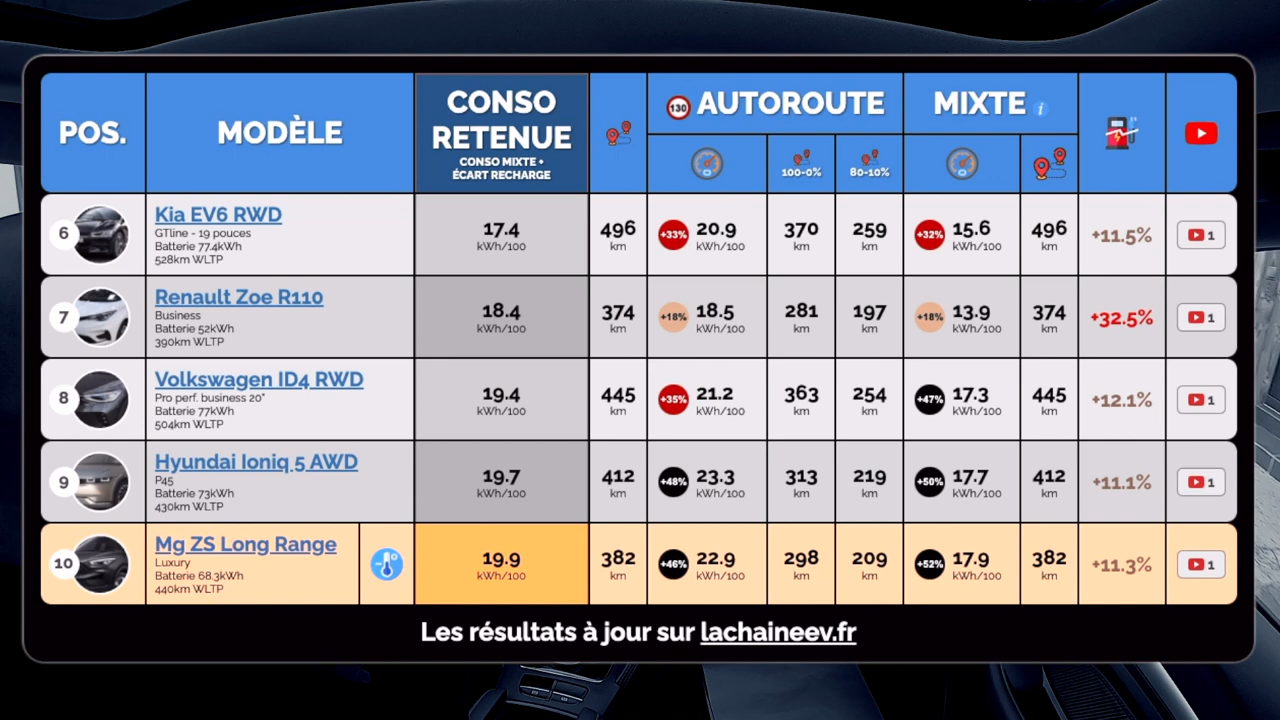 POS.
MODÈLE
CONSO
RETENUE
CONSO MIXTE +
ÉCART RECHARGE
130 AUTOROUTE
100-0%
80-10%
MIXTE i
6
Kia EV6 RWD
GTline - 19 pouces
Batterie 77.4kWh
528km WLTP
17.4
kWh/100
496
km
+33%
20.9
kWh/100
370
km
259
km
+32%
15.6
kWh/100
496
km
+11.5%
1
7
Renault Zoe R110
Business
Batterie 52kWh
390km WLTP
18.4
kWh/100
374
km
+18%
18.5
kWh/100
281
km
197
km
+18%
13.9
kWh/100
374
km
+32.5%
1
8
Volkswagen ID4 RWD
Pro perf. business 20"
Batterie 77kWh
504km WLTP
19.4
kWh/100
445
km
+35%
21.2
kWh/100
363
km
254
km
+47%
17.3
kWh/100
445
km
+12.1%
1
9
Hyundai Ioniq 5 AWD
P45
Batterie 73kWh
430km WLTP
19.7
kWh/100
412
km
+48%
23.3
kWh/100
313
km
219
km
+50%
17.7
kWh/100
412
km
+11.1%
1
10
Mg ZS Long Range
Luxury
Batterie 68.3kWh
440km WLTP
19.9
kWh/100
382
km
+46%
22.9
kWh/100
298
km
209
km
+52%
17.9
kWh/100
382
km
+11.3%
1
Les résultats à jour sur lachaineev.fr